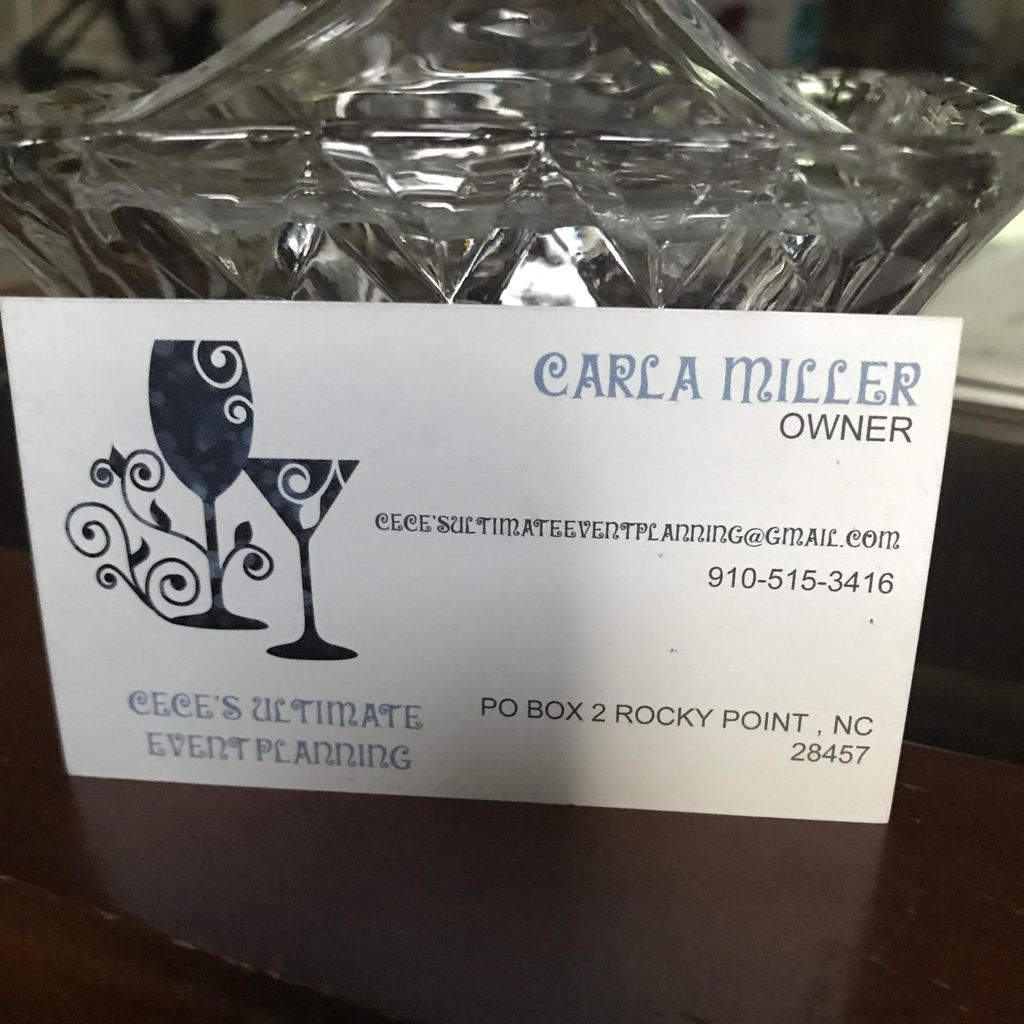 CARLA MILLER
OWNER
CECE'SULTIMATEEVENTPLANNING@GMAIL.COM
910-515-3416
CECE'S ULTIMATE
EVENT PLANNING
PO BOX 2 ROCKY POINT , NC
28457